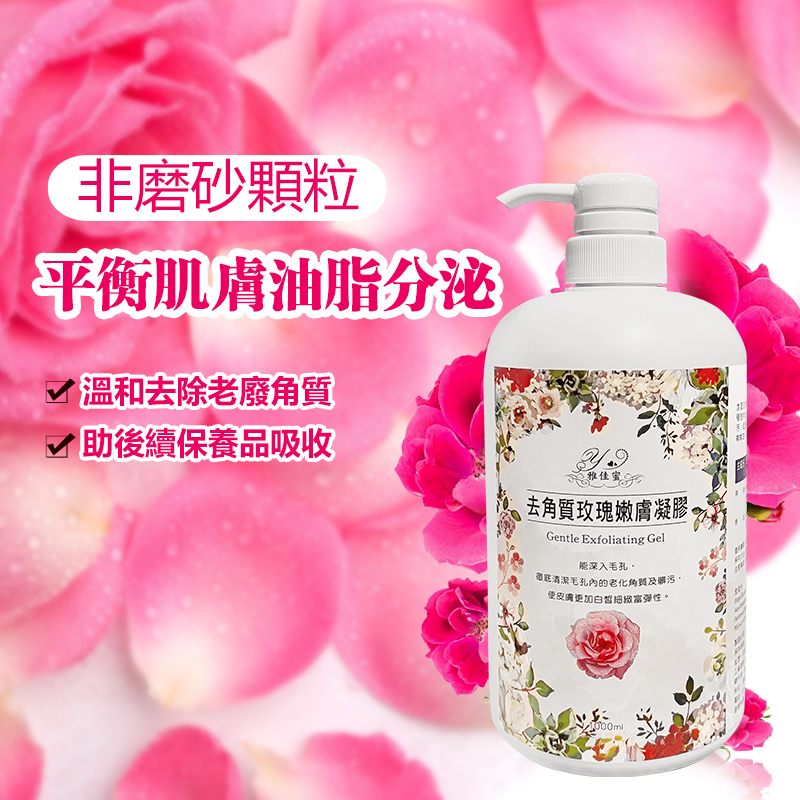 非磨砂顆粒
平衡肌膚油脂分泌
溫和去除老廢角質
助後續保養品吸收
雅佳蜜
去角質玫瑰嫩膚凝膠
Gentle Exfoliating Gel
能深入毛孔，
徹底清潔毛孔內的老化角質及髒污，
使皮膚更加白皙細緻富彈性。
1000ml